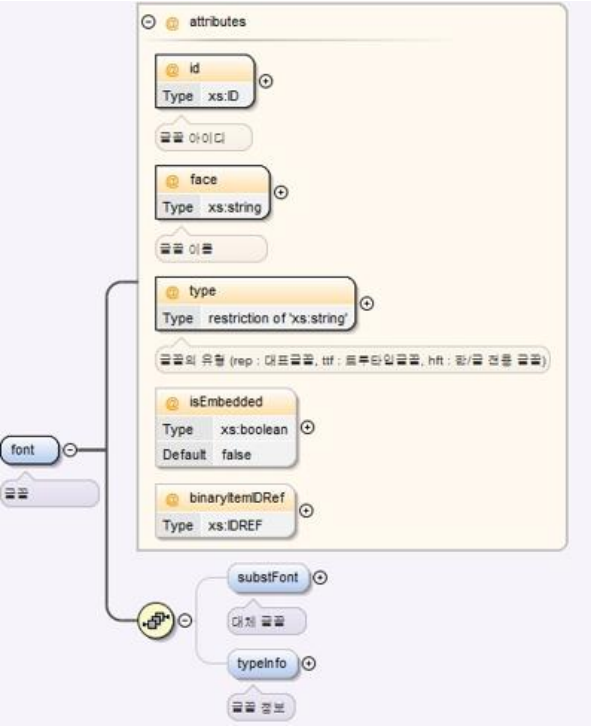 attributes
id
Type xs:ID
글꼴 아이디
face
Type xs:string
글꼴 이름
type
Type restriction of 'xs:string'
글꼴의 유형 (rep : 대표글꼴, ttf : 트루타입글꼴, hft : 한/글 전용 글꼴)
isEmbedded
Type xs:boolean
Default false
font
글꼴
binaryItemIDRef
Type xs:IDREF
substFont
대체 글꼴
typeInfo
글꼴 정보